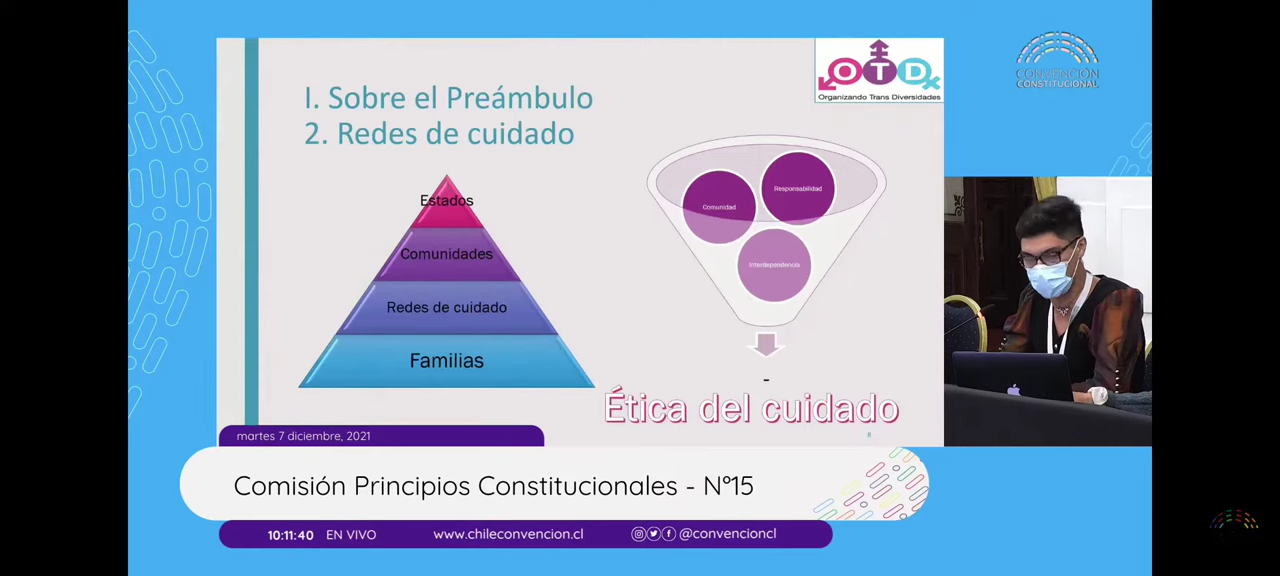 I. Sobre el Preámbulo
2. Redes de cuidado
OTD
Organizando Trans Diversidades
CONVENCIÓN
CONSTITUCIONAL
Estados
Comunidades
Redes de cuidado
Familias
Comunidad
Responsabilidad
Interdependencia
-
Ética del cuidado
8
martes 7 diciembre, 2021
Comisión Principios Constitucionales - N°15
10:11:40 EN VIVO www.chileconvencion.cl @convencioncl